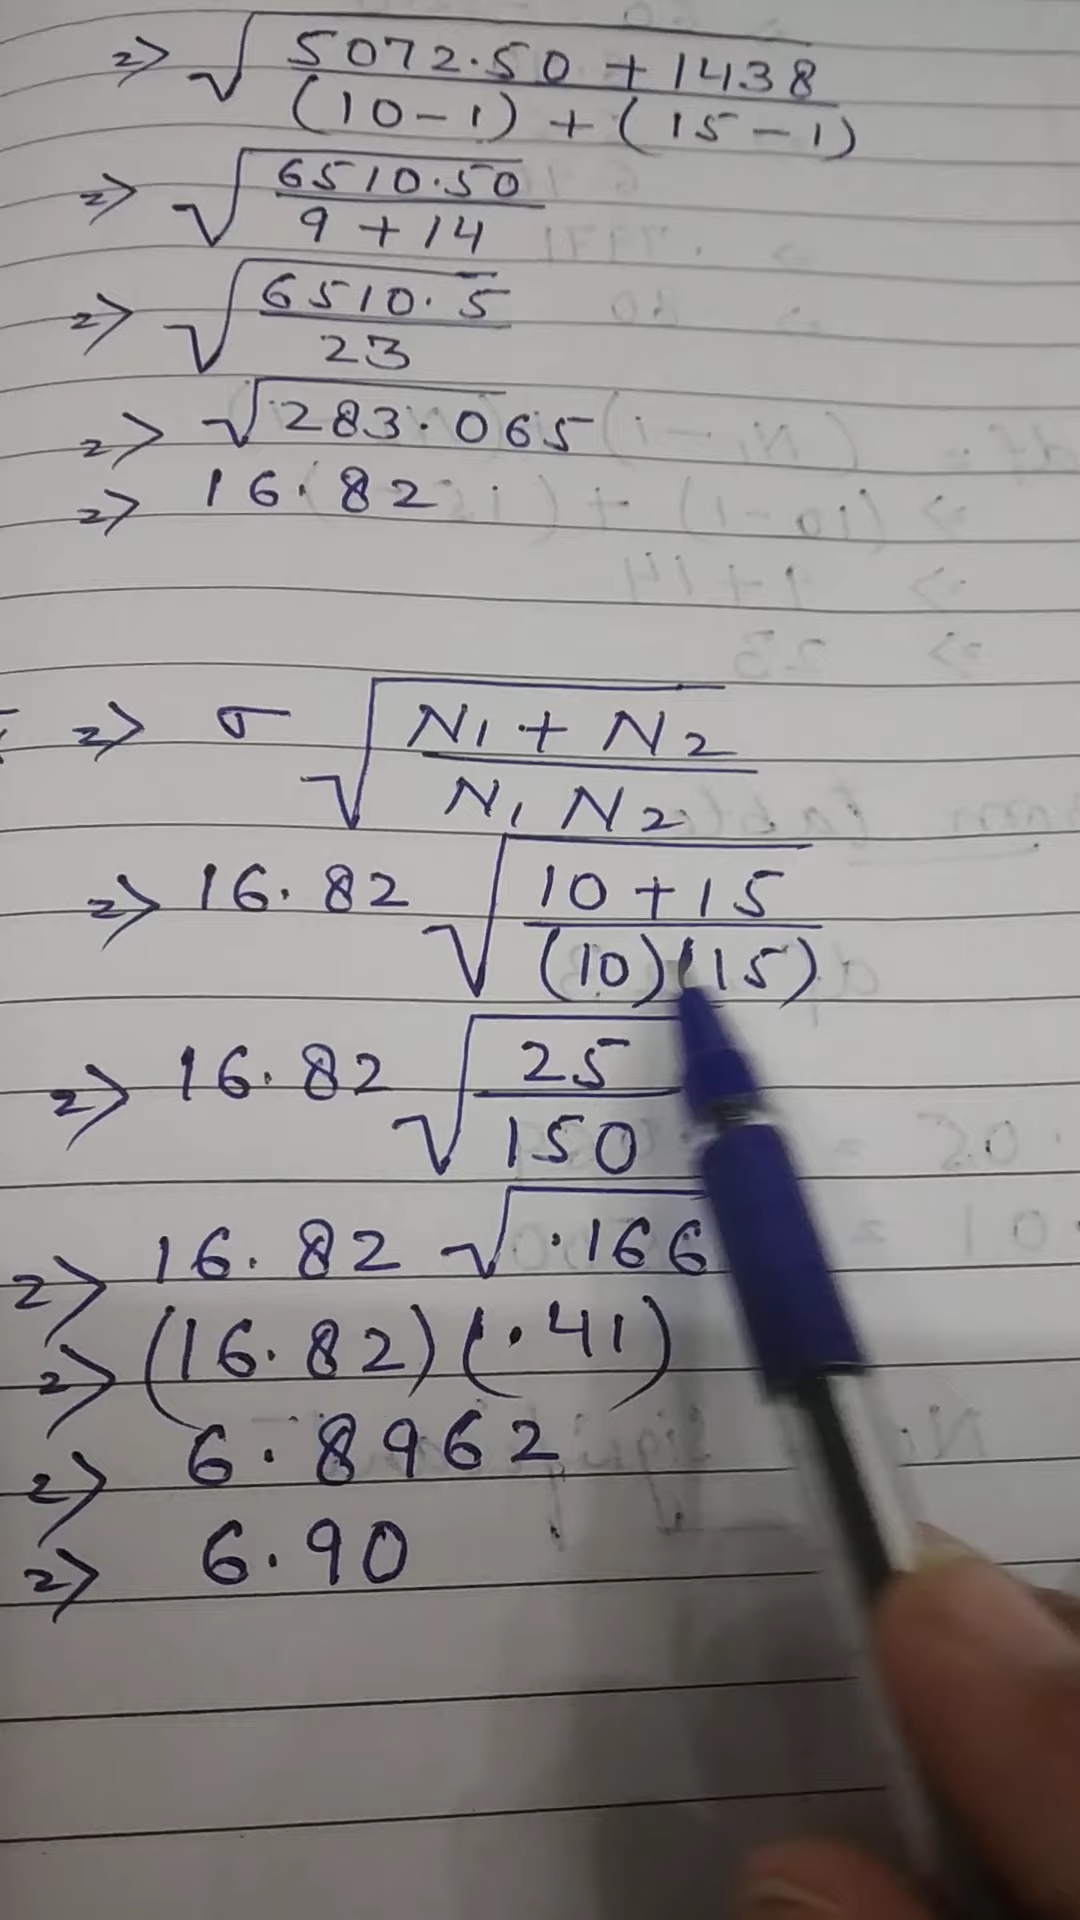 => √ 5072.50 + 1438 / (10-1) + (15-1)
=> √ 6510.50 / 9 + 14
=> √ 6510.5 / 23
=> √283.065
=> 16.82
=> σ √ N1 + N2 / N1 N2
=> 16.82 √ 10 + 15 / (10)(15)
=> 16.82 √ 25 / 150
=> 16.82 √.166
=> (16.82)(.41)
=> 6.8962
=> 6.90